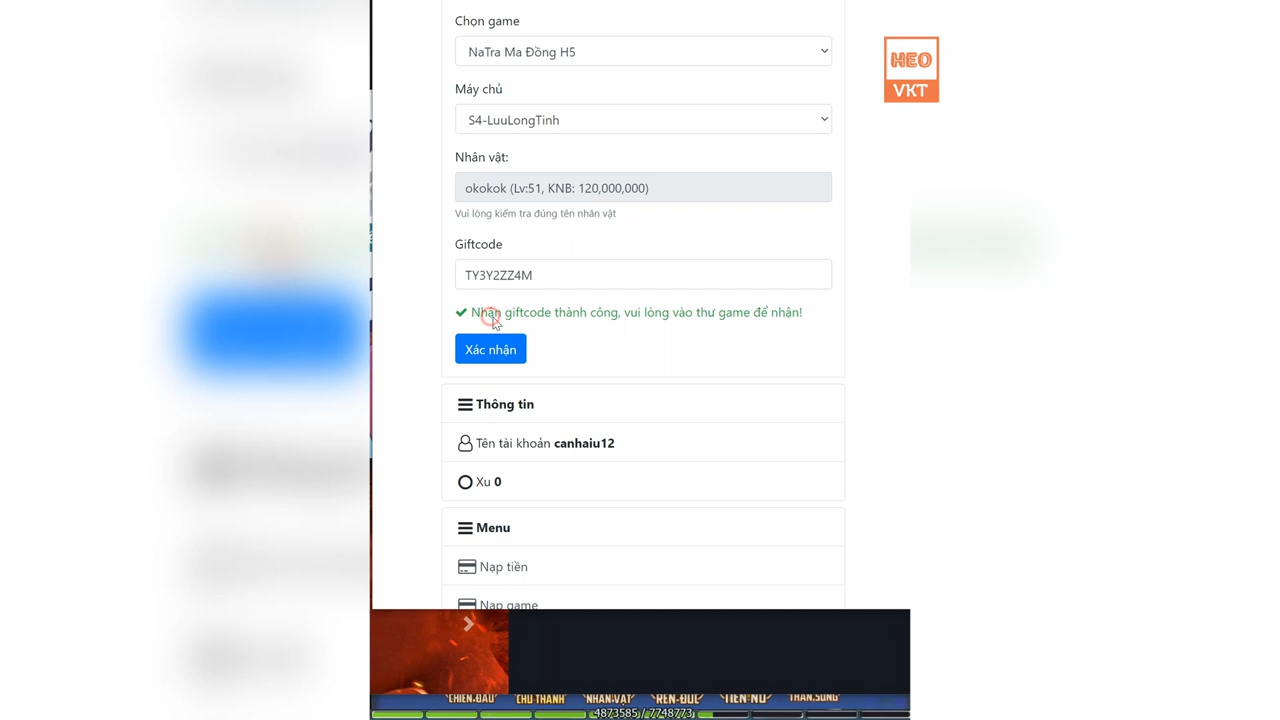 Chọn game
NaTra Ma Đồng H5
HEO
VKT
Máy chủ
S4-LuuLongTinh
Nhân vật:
okokok (Lv:51, KNB: 120,000,000)
Vui lòng kiểm tra đúng tên nhân vật
Giftcode
TY3Y2ZZ4M
Nhận giftcode thành công, vui lòng vào thư game để nhận!
Xác nhận
Thông tin
Tên tài khoản canhaiu12
Xu 0
Menu
Nạp tiền
Nạp game
CHIẾN ĐẤU CHỦ THÀNH NHÂN VẬT RÈN ĐÚC TIÊN NỮ THẦN SỦNG
4873585 / 7748773